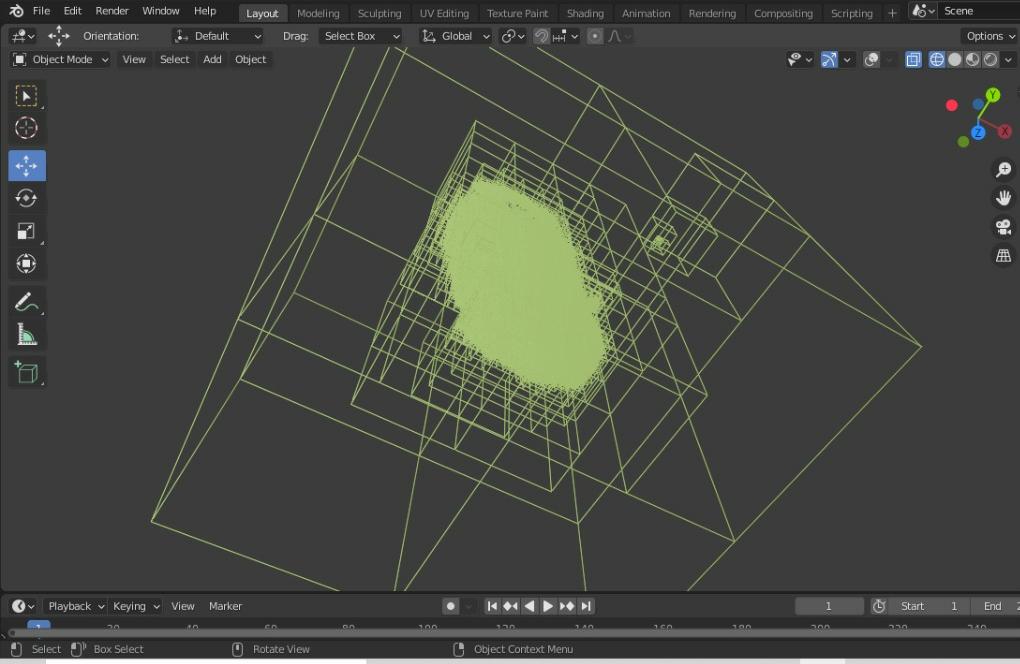 File Edit Render Window Help Layout Modeling Sculpting UV Editing Texture Paint Shading Animation Rendering Compositing Scripting + Scene
Orientation: Default Drag: Select Box Global Options
Object Mode View Select Add Object
Y
X
Z
Playback Keying View Marker 1 Start 1 End 2
1 20 40 60 80 100 120 140 160 180 200 220 240
Select Box Select Rotate View Object Context Menu